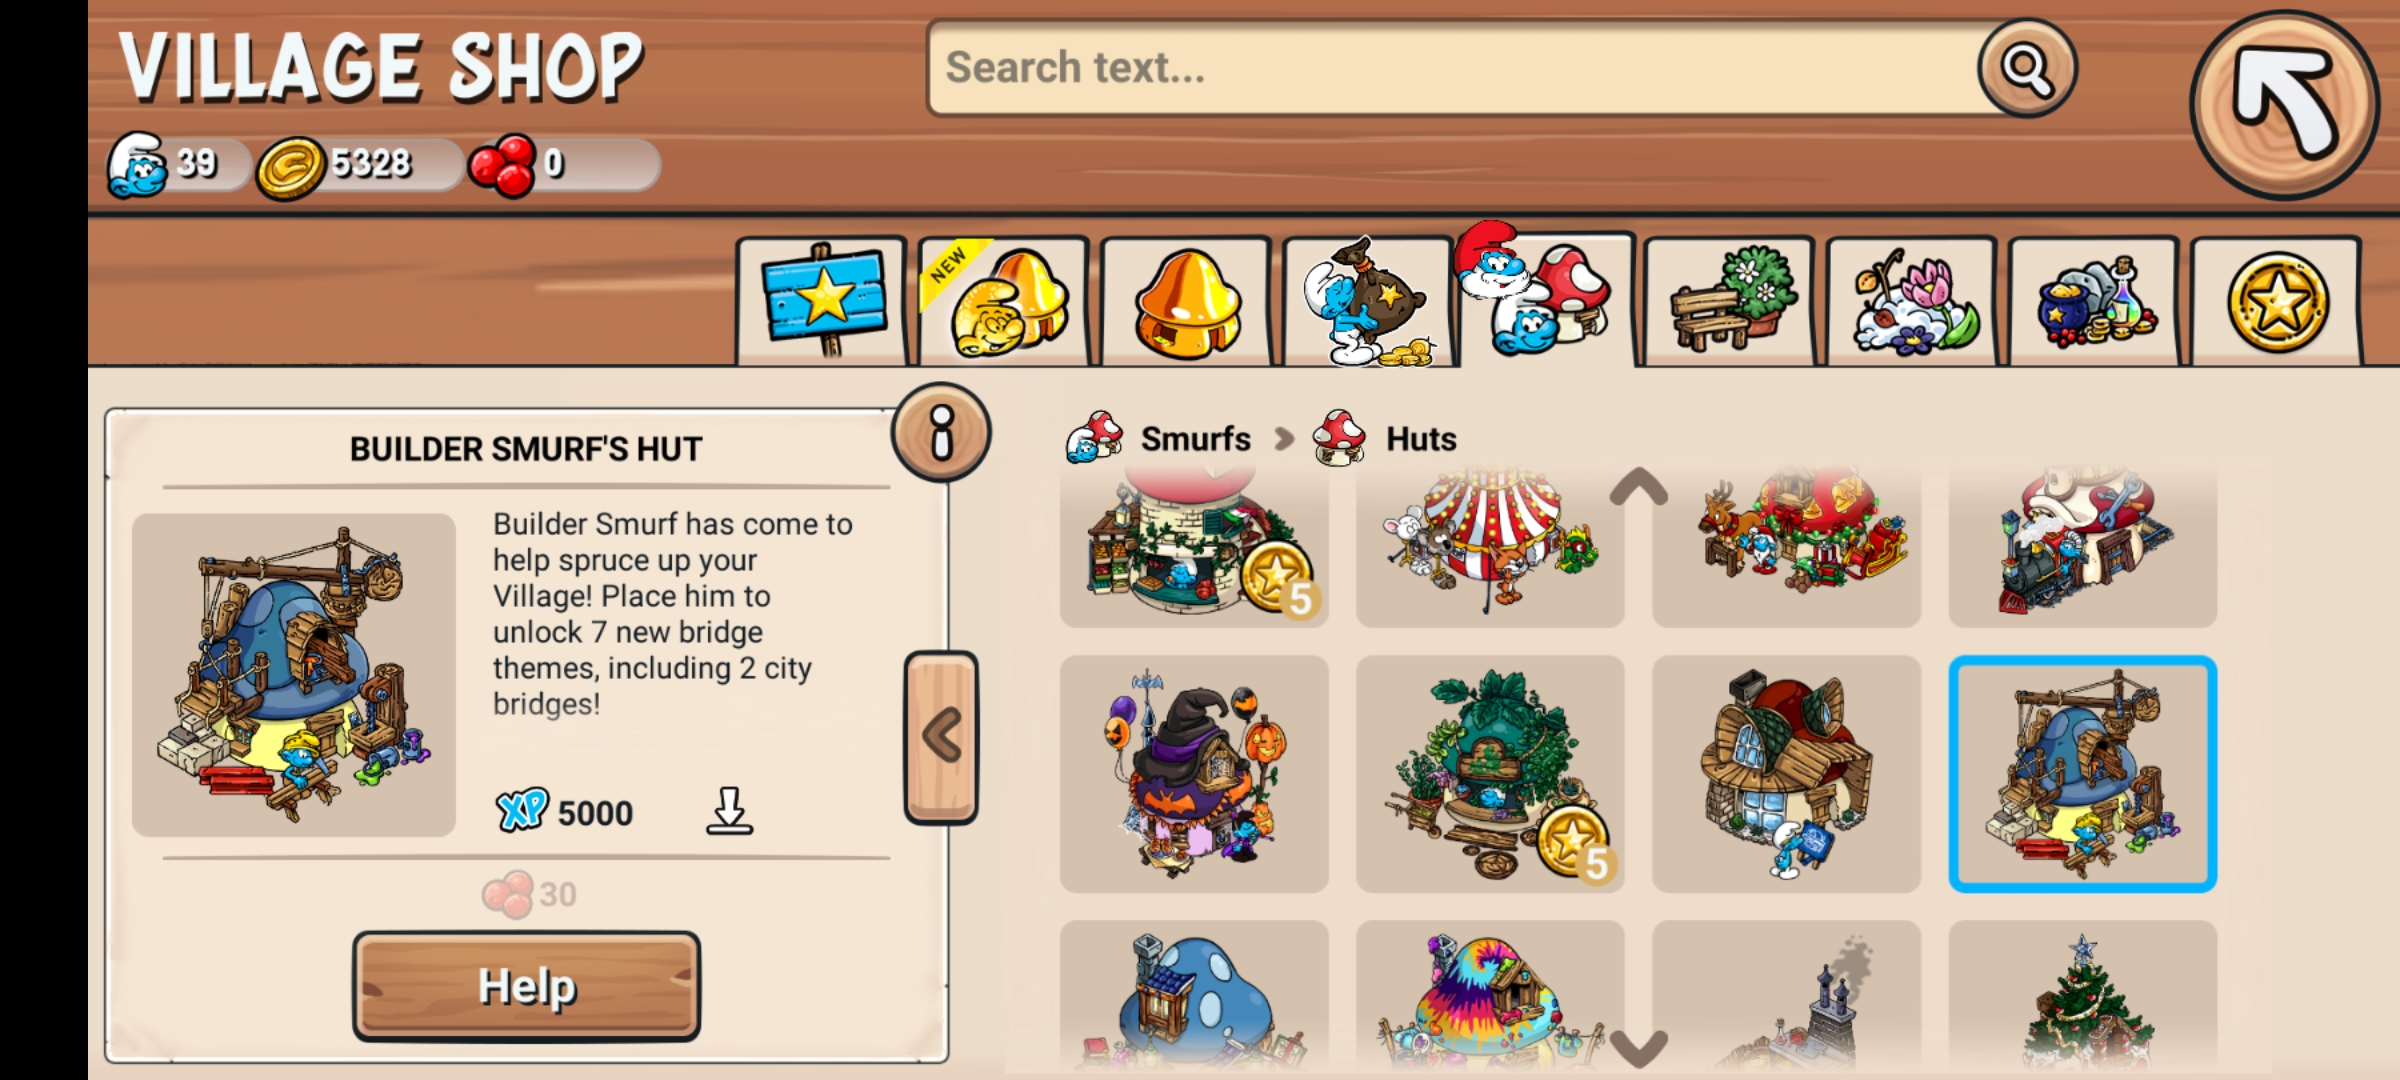 VILLAGE SHOP
Search text...
39 5328 0
NEW
BUILDER SMURF'S HUT
Builder Smurf has come to
help spruce up your
Village! Place him to
unlock 7 new bridge
themes, including 2 city
bridges!
XP 5000
30
Help
Smurfs > Huts
5
5